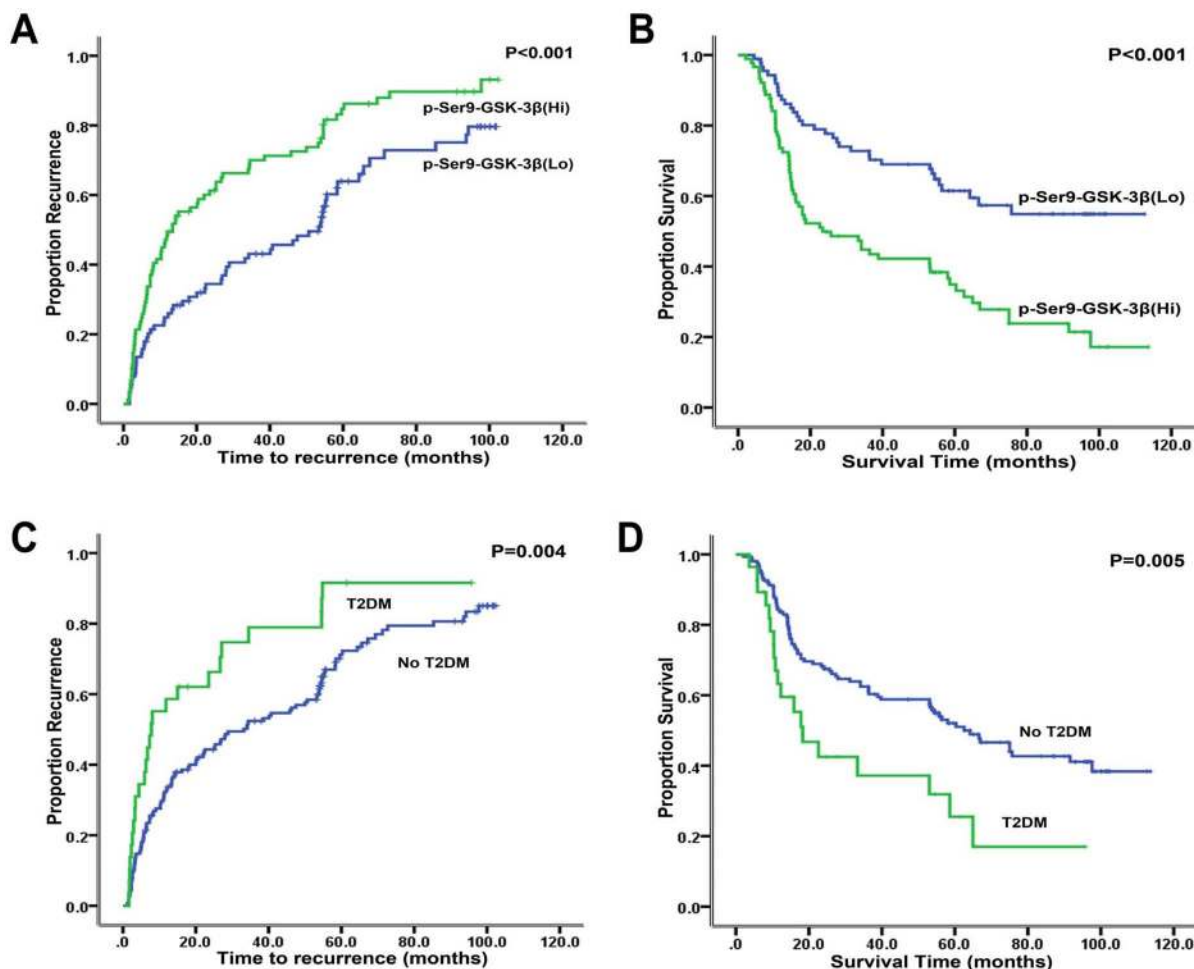 A
P<0.001
p-Ser9-GSK-3β(Hi)
p-Ser9-GSK-3β(Lo)
Proportion Recurrence
1.0
0.8
0.6
0.4
0.2
0.0
.0 20.0 40.0 60.0 80.0 100.0 120.0
Time to recurrence (months)
B
P<0.001
p-Ser9-GSK-3β(Lo)
p-Ser9-GSK-3β(Hi)
Proportion Survival
1.0
0.8
0.6
0.4
0.2
0.0
.0 20.0 40.0 60.0 80.0 100.0 120.0
Survival Time (months)
C
P=0.004
T2DM
No T2DM
Proportion Recurrence
1.0
0.8
0.6
0.4
0.2
0.0
.0 20.0 40.0 60.0 80.0 100.0 120.0
Time to recurrence (months)
D
P=0.005
No T2DM
T2DM
Proportion Survival
1.0
0.8
0.6
0.4
0.2
0.0
.0 20.0 40.0 60.0 80.0 100.0 120.0
Survival Time (months)